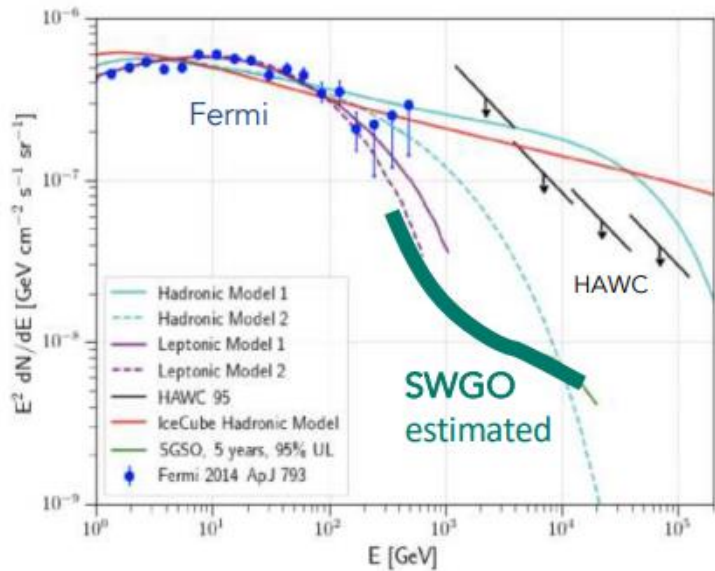 10⁻⁶
10⁻⁷
10⁻⁸
10⁻⁹
E² dN/dE [GeV cm⁻² s⁻¹ sr⁻¹]
Fermi
HAWC
SWGO
estimated
Hadronic Model 1
Hadronic Model 2
Leptonic Model 1
Leptonic Model 2
HAWC 95
IceCube Hadronic Model
SGSO, 5 years, 95% UL
Fermi 2014 ApJ 793
10⁰ 10¹ 10² 10³ 10⁴ 10⁵
E [GeV]